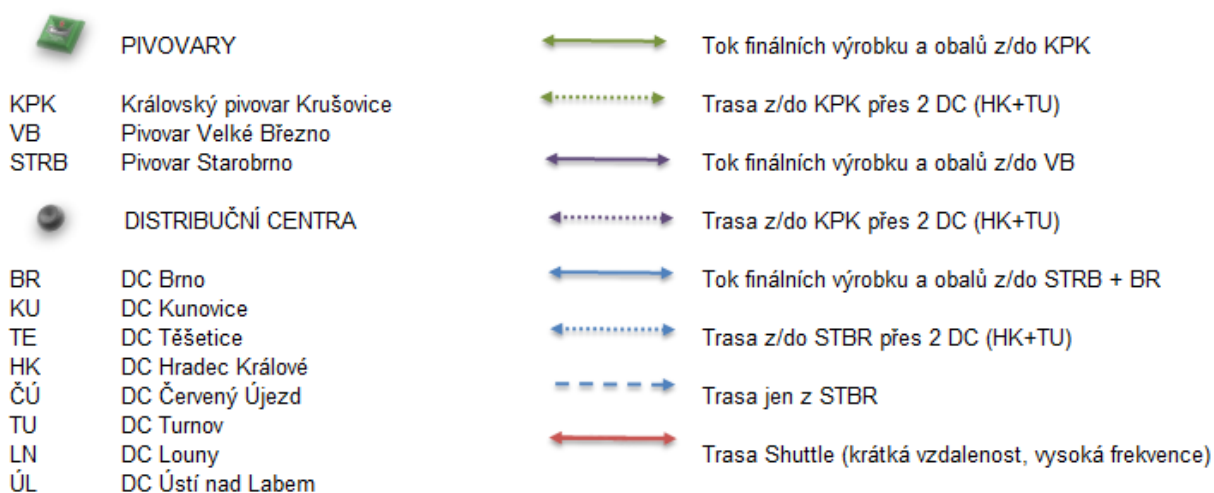 PIVOVARY
KPK Královský pivovar Krušovice
VB Pivovar Velké Březno
STRB Pivovar Starobrno
DISTRIBUČNÍ CENTRA
BR DC Brno
KU DC Kunovice
TE DC Těšetice
HK DC Hradec Králové
ČÚ DC Červený Újezd
TU DC Turnov
LN DC Louny
ÚL DC Ústí nad Labem
Tok finálních výrobku a obalů z/do KPK
Trasa z/do KPK přes 2 DC (HK+TU)
Tok finálních výrobku a obalů z/do VB
Trasa z/do KPK přes 2 DC (HK+TU)
Tok finálních výrobku a obalů z/do STRB + BR
Trasa z/do STBR přes 2 DC (HK+TU)
Trasa jen z STBR
Trasa Shuttle (krátká vzdalenost, vysoká frekvence)